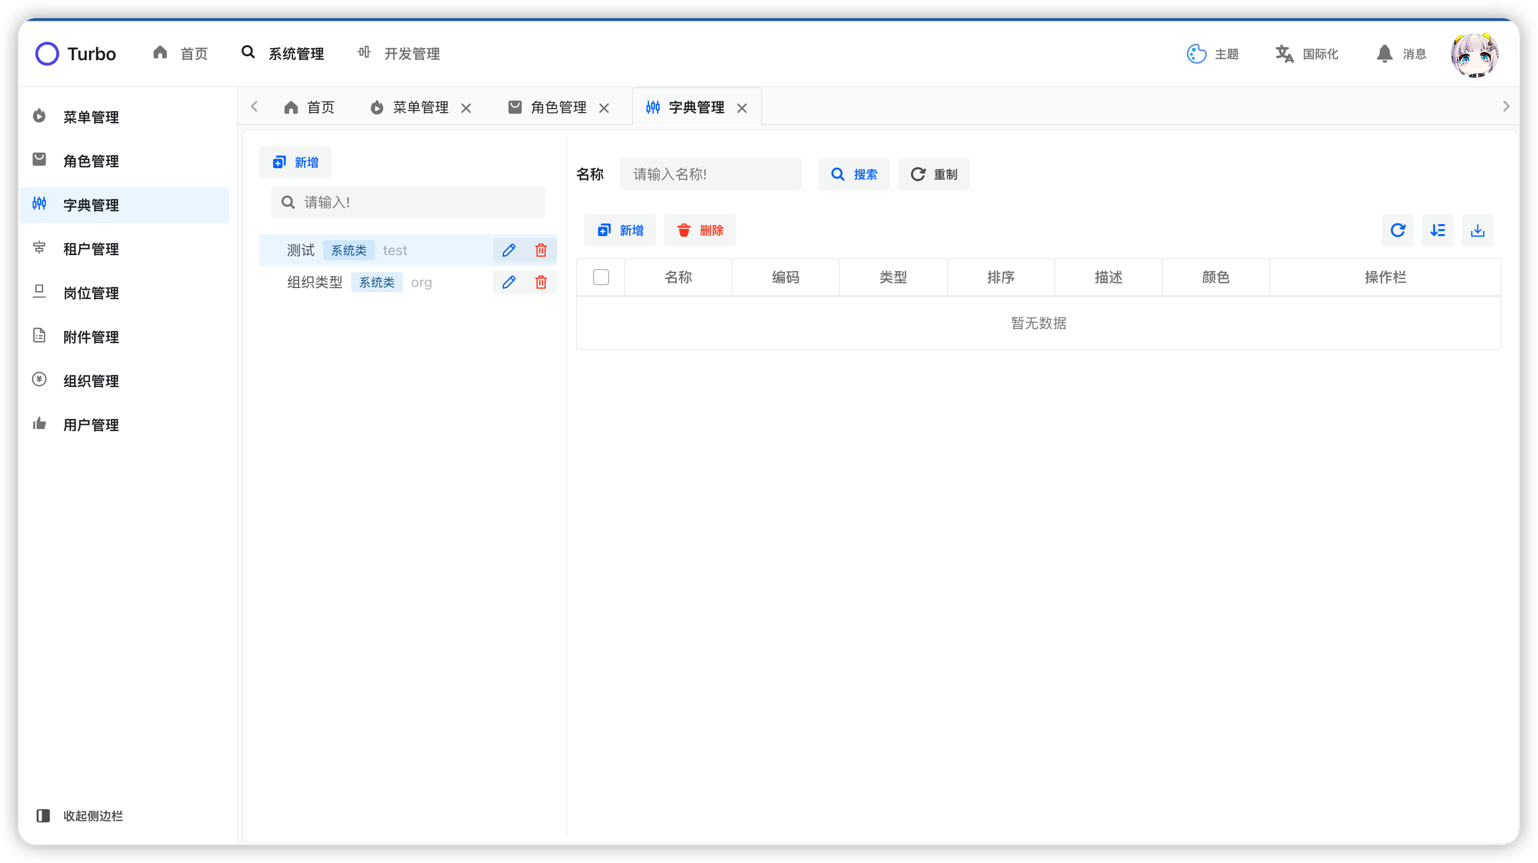 Turbo 首页 系统管理 开发管理 主题 国际化 消息
菜单管理
角色管理
字典管理
租户管理
岗位管理
附件管理
组织管理
用户管理
收起侧边栏
首页 菜单管理 角色管理 字典管理
新增
请输入!
测试 系统类 test
组织类型 系统类 org
名称 请输入名称! 搜索 重制
新增 删除
名称 编码 类型 排序 描述 颜色 操作栏
暂无数据